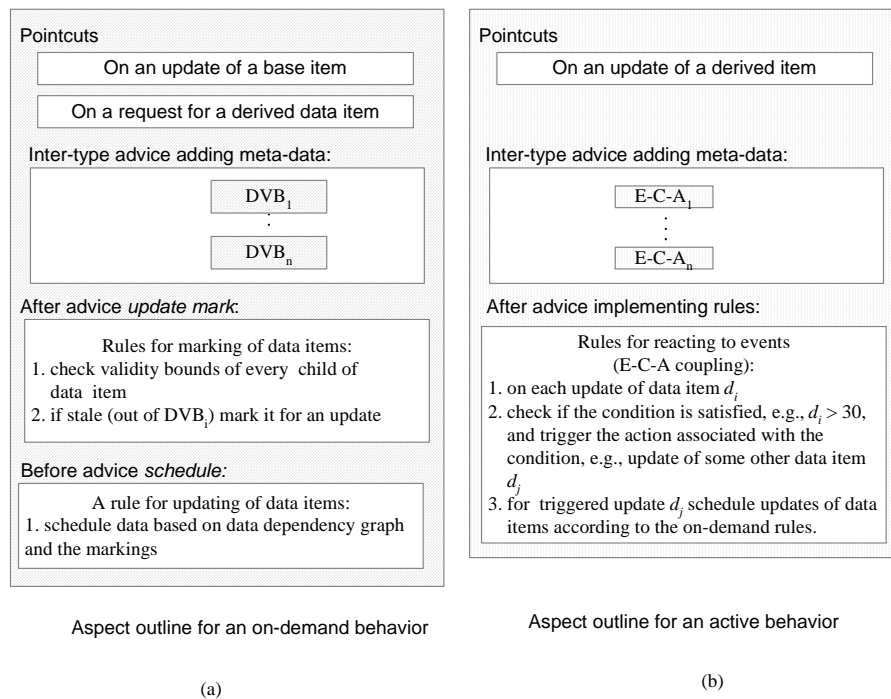 Pointcuts
On an update of a base item
On a request for a derived data item
Inter-type advice adding meta-data:
DVB1
.
.
.
DVBn
After advice update mark:
Rules for marking of data items:
1. check validity bounds of every child of
data item
2. if stale (out of DVBi) mark it for an update
Before advice schedule:
A rule for updating of data items:
1. schedule data based on data dependency graph
and the markings
Aspect outline for an on-demand behavior
(a)
Pointcuts
On an update of a derived item
Inter-type advice adding meta-data:
E-C-A1
.
.
.
.
E-C-An
After advice implementing rules:
Rules for reacting to events
(E-C-A coupling):
1. on each update of data item di
2. check if the condition is satisfied, e.g., di > 30,
and trigger the action associated with the
condition, e.g., update of some other data item
dj
3. for triggered update dj schedule updates of data
items according to the on-demand rules.
Aspect outline for an active behavior
(b)